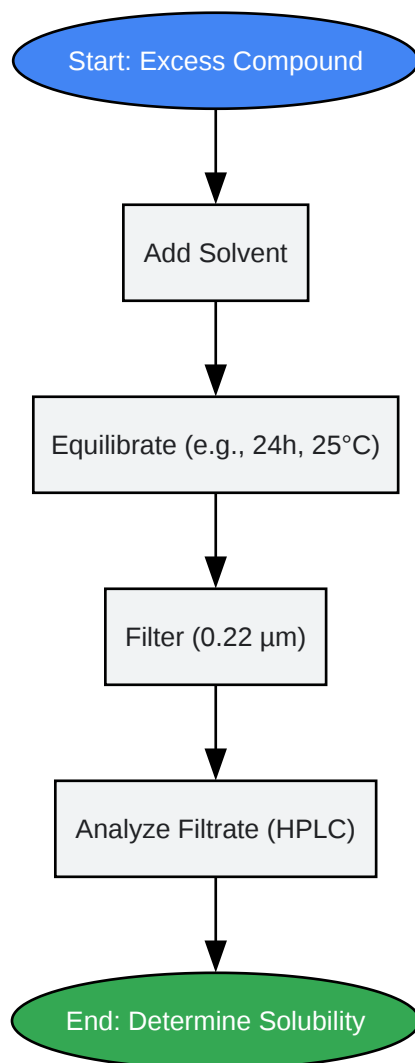 Start: Excess Compound
Add Solvent
Equilibrate (e.g., 24h, 25°C)
Filter (0.22 µm)
Analyze Filtrate (HPLC)
End: Determine Solubility